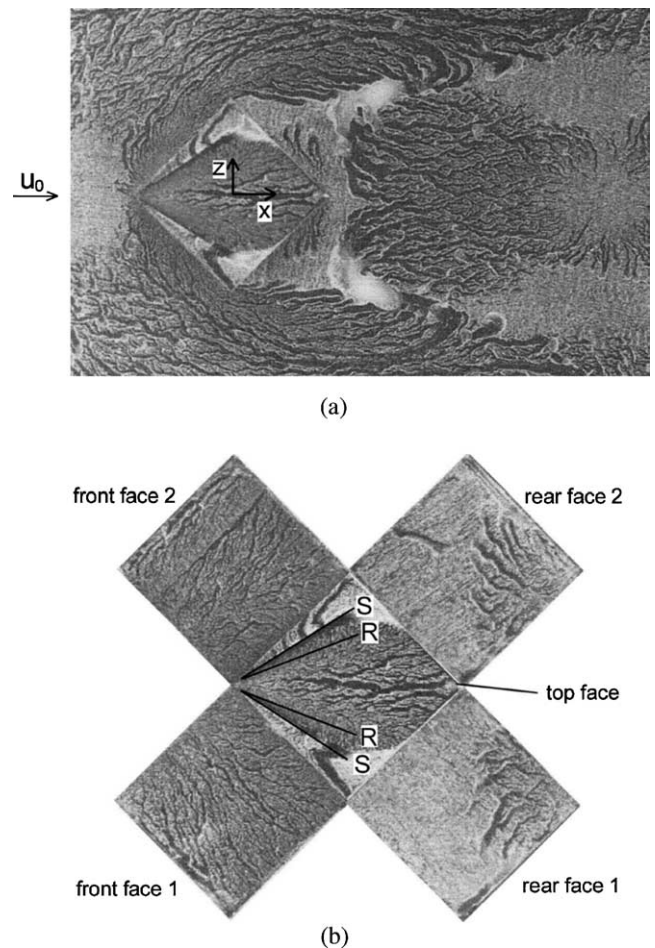 z
u₀
x
(a)
front face 2
rear face 2
S
R
top face
R
S
front face 1
rear face 1
(b)